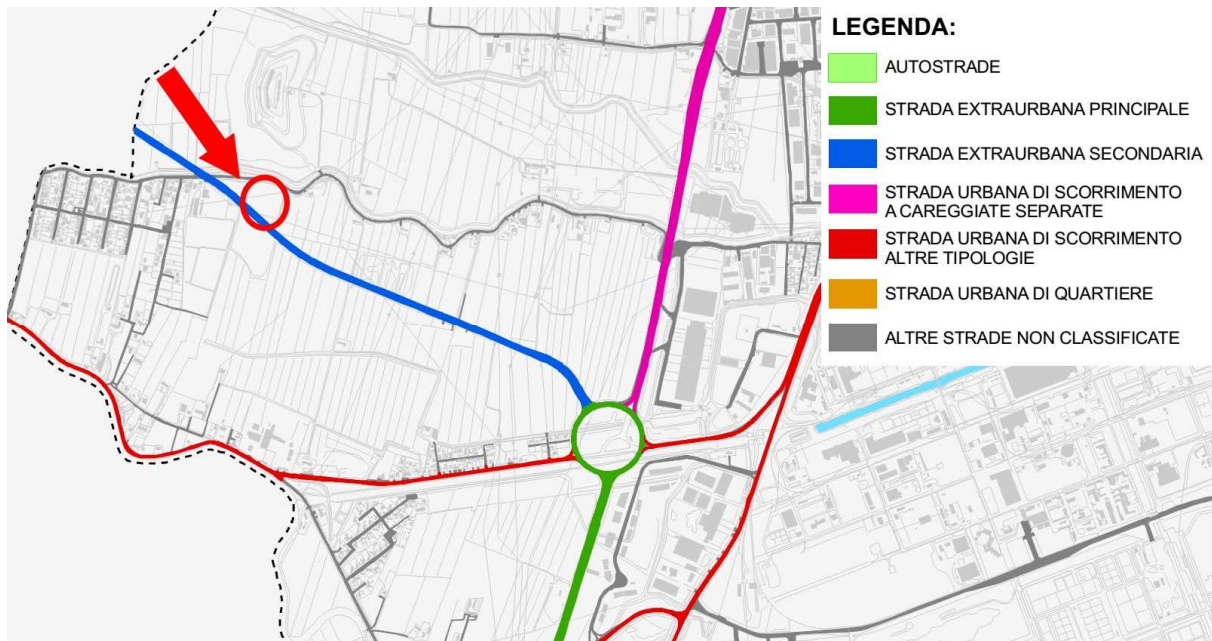 LEGENDA:
AUTOSTRADE
STRADA EXTRAURBANA PRINCIPALE
STRADA EXTRAURBANA SECONDARIA
STRADA URBANA DI SCORRIMENTO
A CAREGGIATE SEPARATE
STRADA URBANA DI SCORRIMENTO
ALTRE TIPOLOGIE
STRADA URBANA DI QUARTIERE
ALTRE STRADE NON CLASSIFICATE